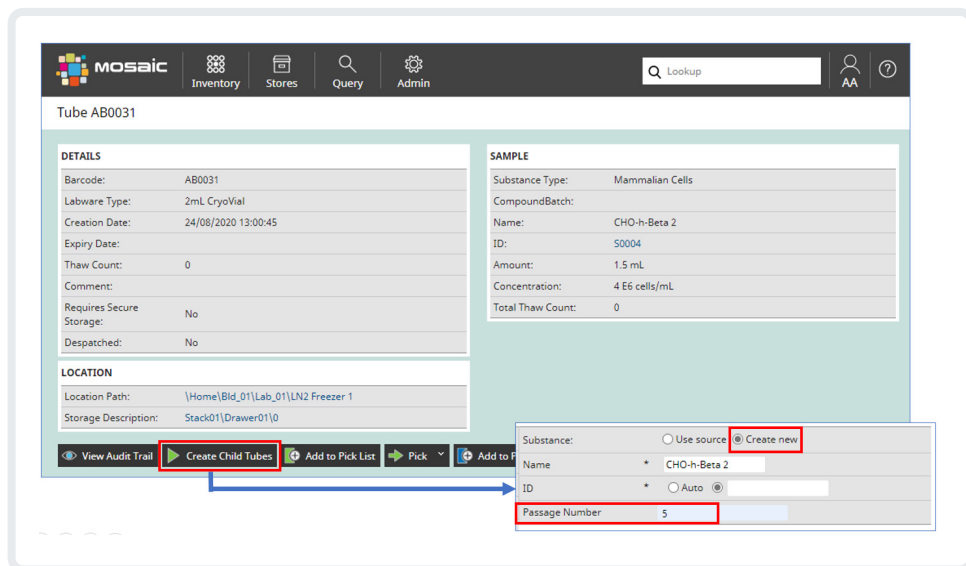 mosaic
Inventory
Stores
Query
Admin
Lookup
AA
?
Tube AB0031
DETAILS
Barcode: AB0031
Labware Type: 2mL CryoVial
Creation Date: 24/08/2020 13:00:45
Expiry Date:
Thaw Count: 0
Comment:
Requires Secure
Storage: No
Despatched: No
LOCATION
Location Path: \Home\Bld_01\Lab_01\LN2 Freezer 1
Storage Description: Stack01\Drawer01\0
SAMPLE
Substance Type: Mammalian Cells
CompoundBatch:
Name: CHO-h-Beta 2
ID: S0004
Amount: 1.5 mL
Concentration: 4 E6 cells/mL
Total Thaw Count: 0
View Audit Trail
Create Child Tubes
Add to Pick List
Pick
Add to P
Substance: Use source Create new
Name * CHO-h-Beta 2
ID * Auto
Passage Number 5